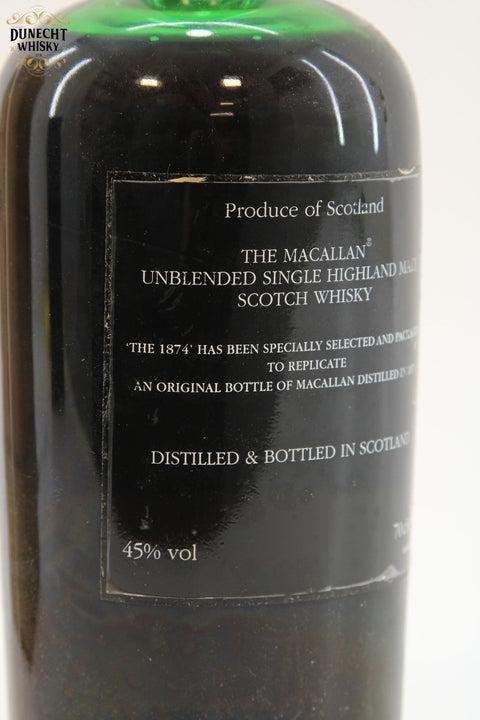 DUNECHT
WHISKY
Produce of Scotland
THE MACALLAN®
UNBLENDED SINGLE HIGHLAND
SCOTCH WHISKY
'THE 1874' HAS BEEN SPECIALLY SELECTED AND
TO REPLICATE
AN ORIGINAL BOTTLE OF MACALLAN DISTILLED IN
DISTILLED & BOTTLED IN SCOTLAND
70cl
45% vol